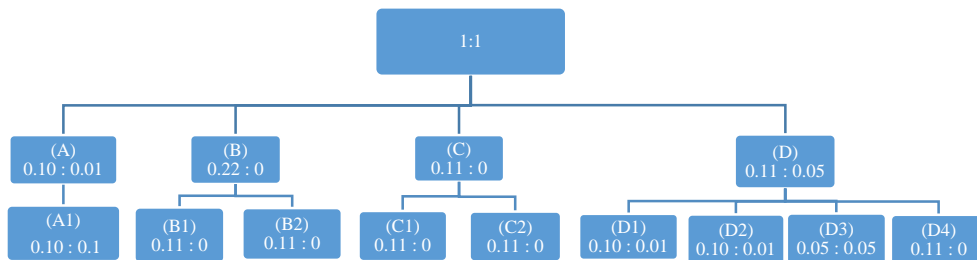 1:1
(A)
0.10 : 0.01
(B)
0.22 : 0
(C)
0.11 : 0
(D)
0.11 : 0.05
(A1)
0.10 : 0.1
(B1)
0.11 : 0
(B2)
0.11 : 0
(C1)
0.11 : 0
(C2)
0.11 : 0
(D1)
0.10 : 0.01
(D2)
0.10 : 0.01
(D3)
0.05 : 0.05
(D4)
0.11 : 0